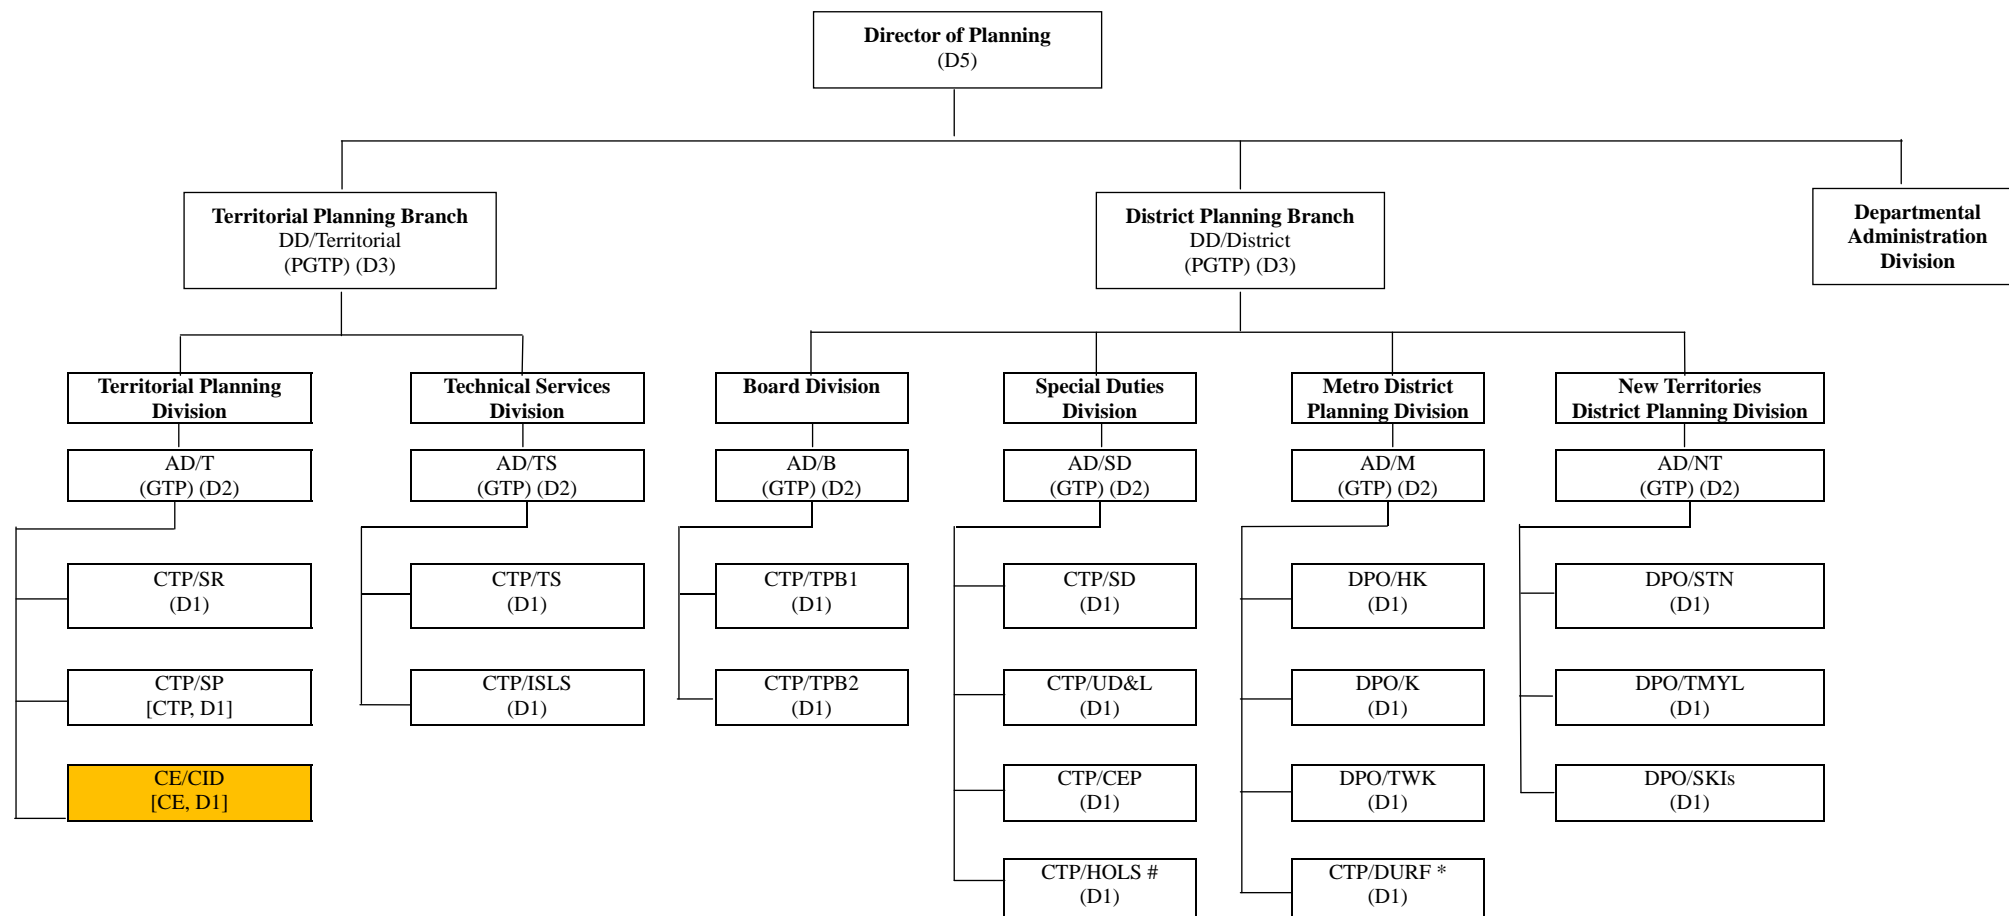 Director of Planning
(D5)
Territorial Planning Branch
DD/Territorial
(PGTP) (D3)
District Planning Branch
DD/District
(PGTP) (D3)
Departmental
Administration
Division
Territorial Planning
Division
Technical Services
Division
Board Division
Special Duties
Division
Metro District
Planning Division
New Territories
District Planning Division
AD/T
(GTP) (D2)
AD/TS
(GTP) (D2)
AD/B
(GTP) (D2)
AD/SD
(GTP) (D2)
AD/M
(GTP) (D2)
AD/NT
(GTP) (D2)
CTP/SR
(D1)
CTP/TS
(D1)
CTP/TPB1
(D1)
CTP/SD
(D1)
DPO/HK
(D1)
DPO/STN
(D1)
CTP/SP
[CTP, D1]
CTP/ISLS
(D1)
CTP/TPB2
(D1)
CTP/UD&L
(D1)
DPO/K
(D1)
DPO/TMYL
(D1)
CE/CID
[CE, D1]
CTP/CEP
(D1)
DPO/TWK
(D1)
DPO/SKIs
(D1)
CTP/HOLS #
(D1)
CTP/DURF *
(D1)